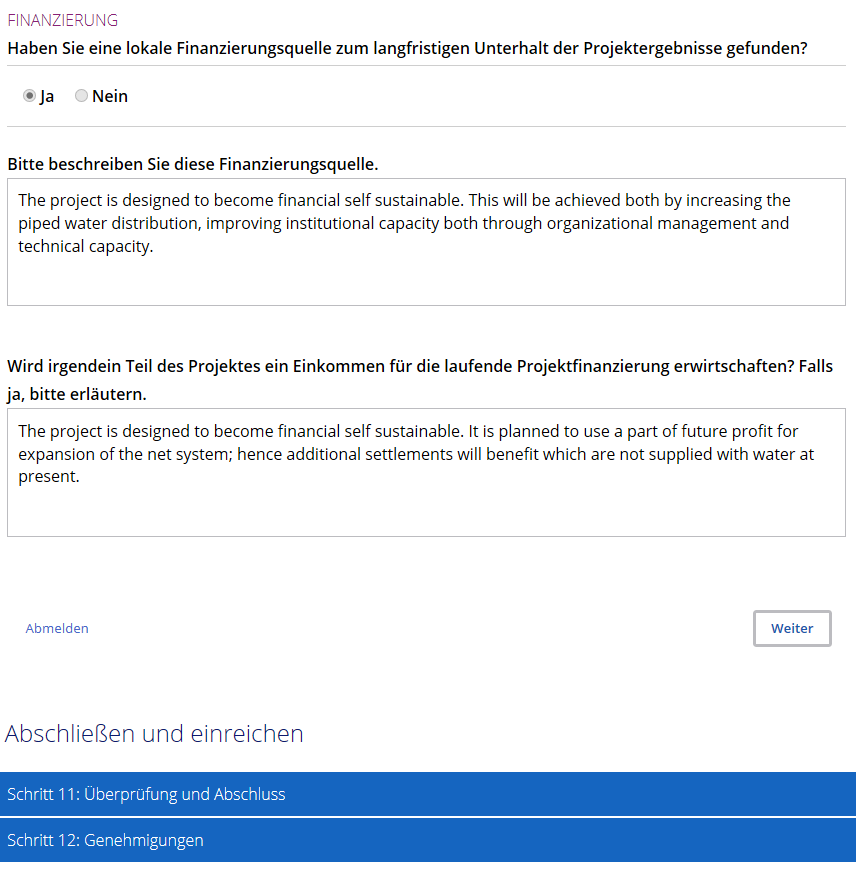 FINANZIERUNG
Haben Sie eine lokale Finanzierungsquelle zum langfristigen Unterhalt der Projektergebnisse gefunden?
Ja Nein
Bitte beschreiben Sie diese Finanzierungsquelle.
The project is designed to become financial self sustainable. This will be achieved both by increasing the
piped water distribution, improving institutional capacity both through organizational management and
technical capacity.
Wird irgendein Teil des Projektes ein Einkommen für die laufende Projektfinanzierung erwirtschaften? Falls
ja, bitte erläutern.
The project is designed to become financial self sustainable. It is planned to use a part of future profit for
expansion of the net system; hence additional settlements will benefit which are not supplied with water at
present.
Abmelden Weiter
Abschließen und einreichen
Schritt 11: Überprüfung und Abschluss
Schritt 12: Genehmigungen